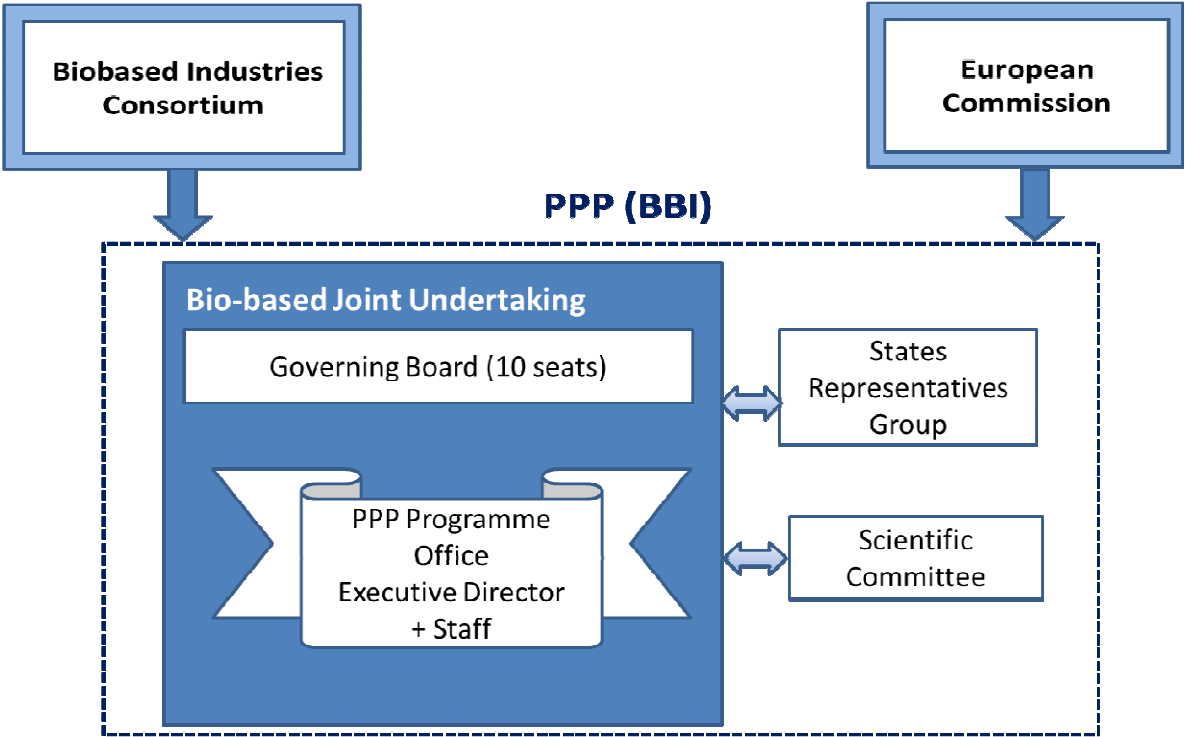 Biobased Industries
Consortium
European
Commission
PPP (BBI)
Bio-based Joint Undertaking
Governing Board (10 seats)
States
Representatives
Group
PPP Programme
Office
Executive Director
+ Staff
Scientific
Committee